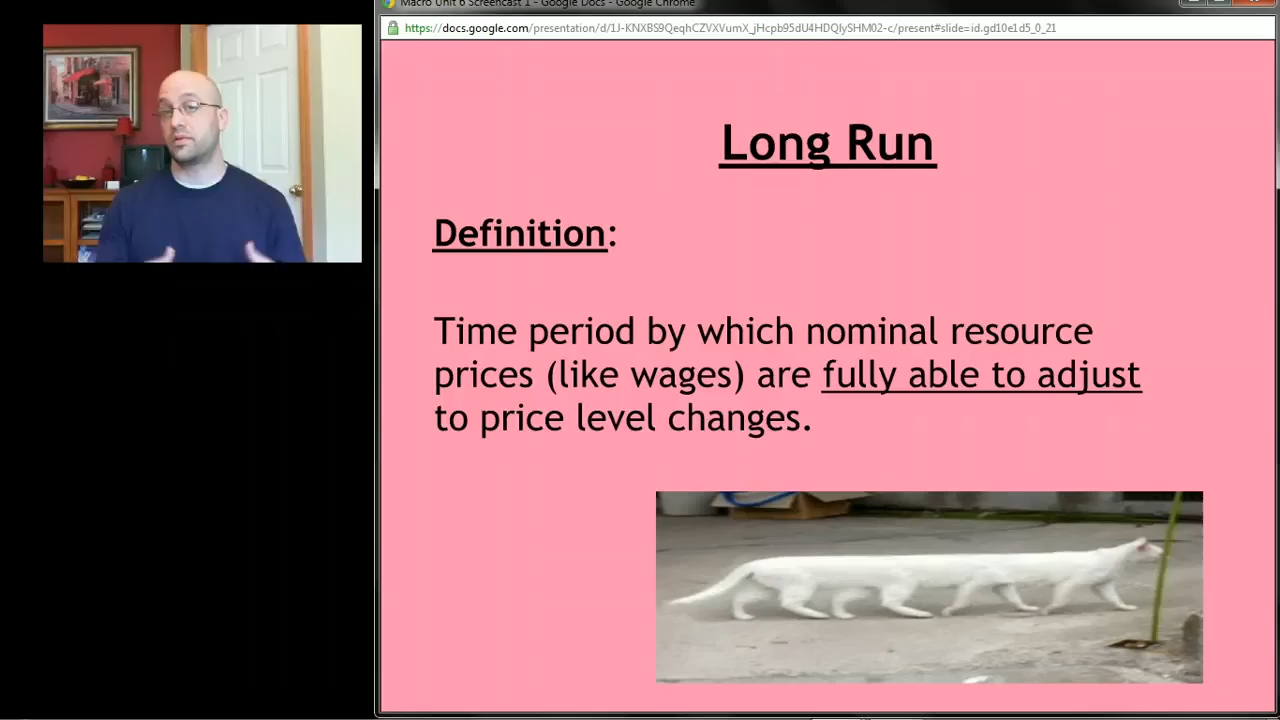 Macro Unit 6 Screencast 1 - Google Docs - Google Chrome
https://docs.google.com/presentation/d/1J-KNXBS9QeqhCZVXVumX_jHcpb95dU4HDQlySHM02-c/present#slide=id.gd10e1d5_0_21
Long Run
Definition:
Time period by which nominal resource
prices (like wages) are fully able to adjust
to price level changes.